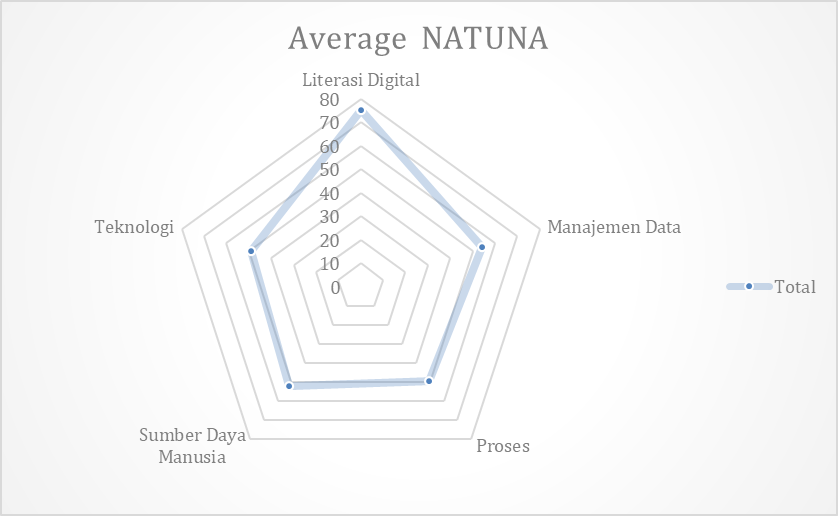 Average NATUNA
Literasi Digital
80
70
60
50
40
30
20
10
0
Teknologi
Manajemen Data
Total
Sumber Daya
Manusia
Proses